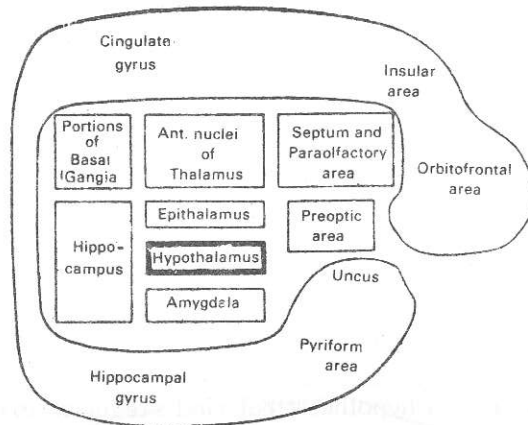 Cingulate
gyrus
Insular
area
Portions
of
Basal
Gangia
Ant. nuclei
of
Thalamus
Septum and
Paraolfactory
area
Orbitofrontal
area
Epithalamus
Preoptic
area
Hippo-
campus
Hypothalamus
Uncus
Amygdala
Pyriform
area
Hippocampal
gyrus